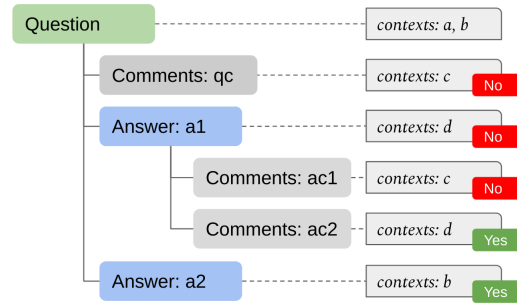 Question
contexts: a, b
Comments: qc
contexts: c
No
Answer: a1
contexts: d
No
Comments: ac1
contexts: c
No
Comments: ac2
contexts: d
Yes
Answer: a2
contexts: b
Yes